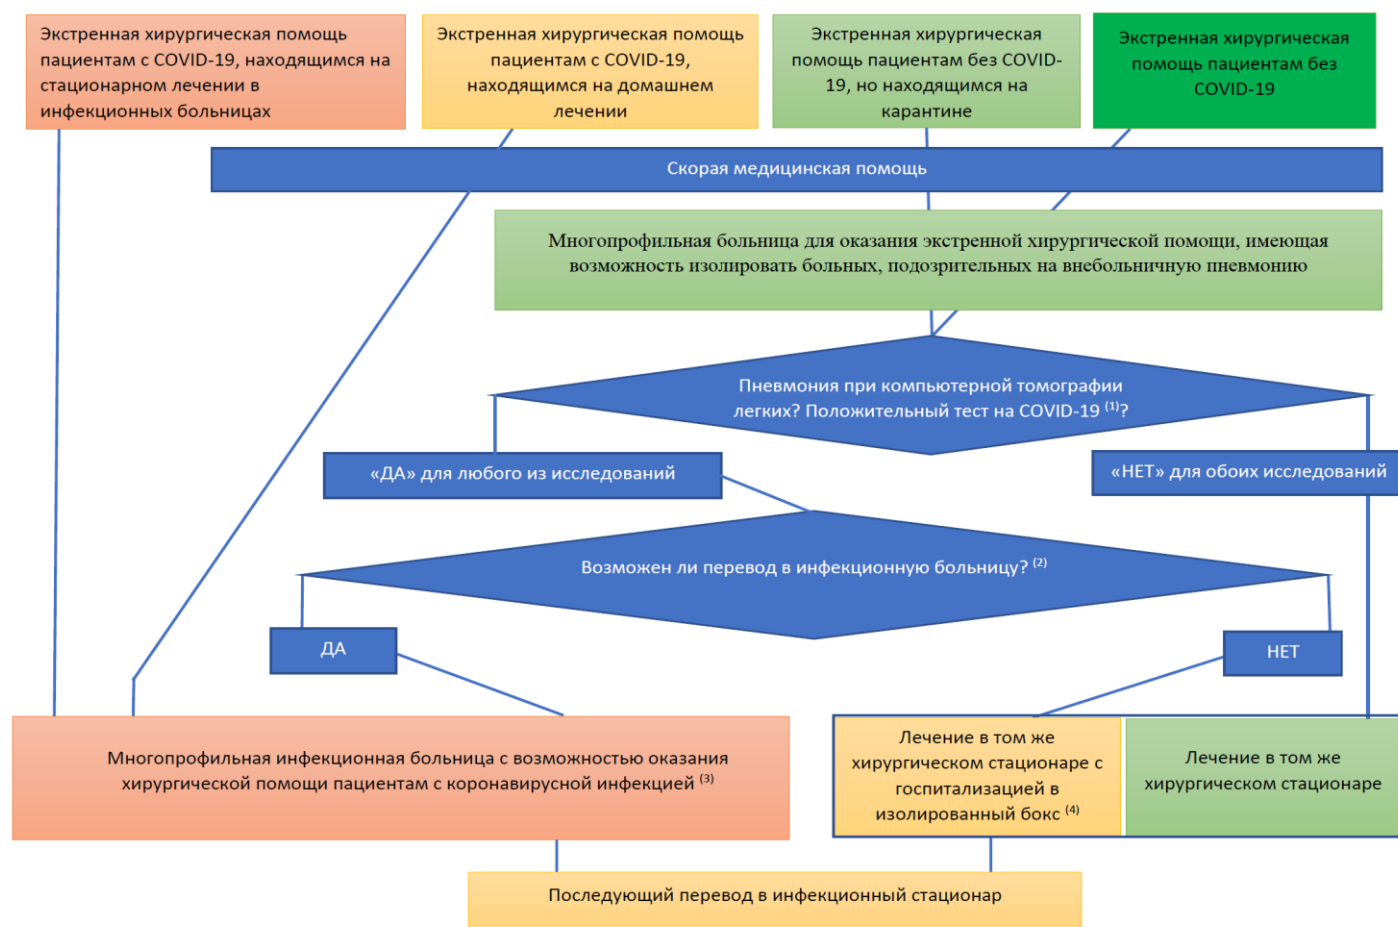 Экстренная хирургическая помощь
пациентам с COVID-19, находящимся на
стационарном лечении в
инфекционных больницах
Экстренная хирургическая помощь
пациентам с COVID-19,
находящимся на домашнем
лечении
Экстренная хирургическая
помощь пациентам без COVID-
19, но находящимся на
карантине
Экстренная хирургическая
помощь пациентам без
COVID-19
Скорая медицинская помощь
Многопрофильная больница для оказания экстренной хирургической помощи, имеющая
возможность изолировать больных, подозрительных на внебольничную пневмонию
Пневмония при компьютерной томографии
легких? Положительный тест на COVID-19 (1)?
«ДА» для любого из исследований
«НЕТ» для обоих исследований
Возможен ли перевод в инфекционную больницу? (2)
ДА
НЕТ
Многопрофильная инфекционная больница с возможностью оказания
хирургической помощи пациентам с коронавирусной инфекцией (3)
Лечение в том же
хирургическом стационаре с
госпитализацией в
изолированный бокс (4)
Лечение в том же
хирургическом стационаре
Последующий перевод в инфекционный стационар